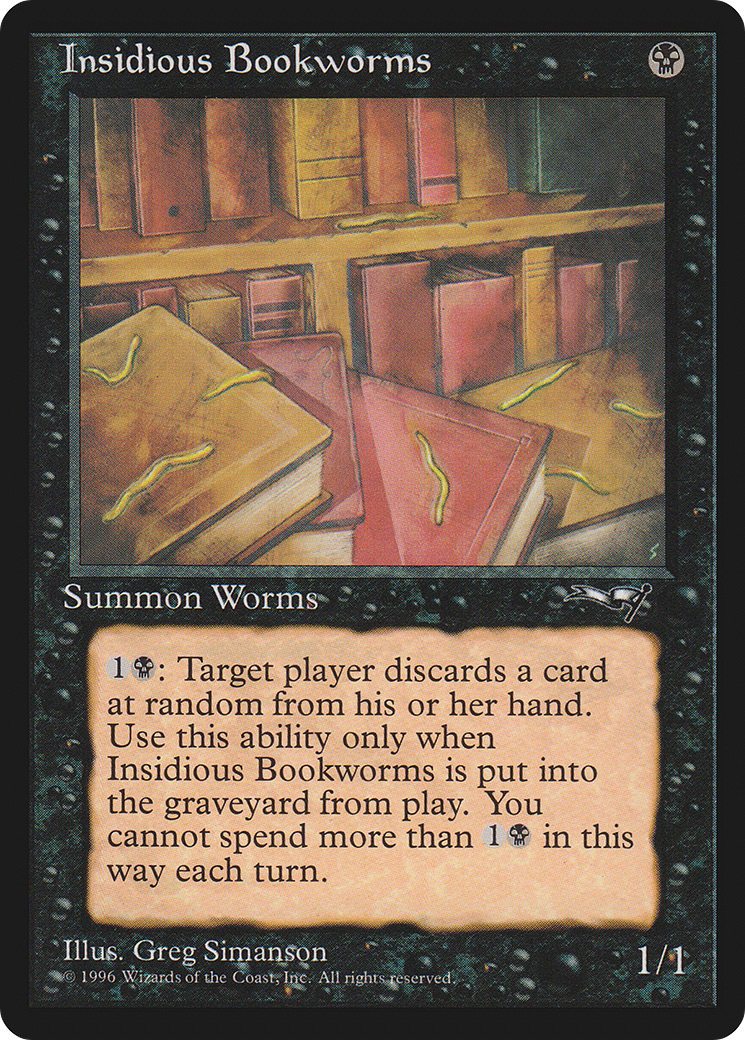 Insidious Bookworms
Summon Worms
1: Target player discards a card
at random from his or her hand.
Use this ability only when
Insidious Bookworms is put into
the graveyard from play. You
cannot spend more than 1 in this
way each turn.
Illus. Greg Simanson
1/1
© 1996 Wizards of the Coast, Inc. All rights reserved.